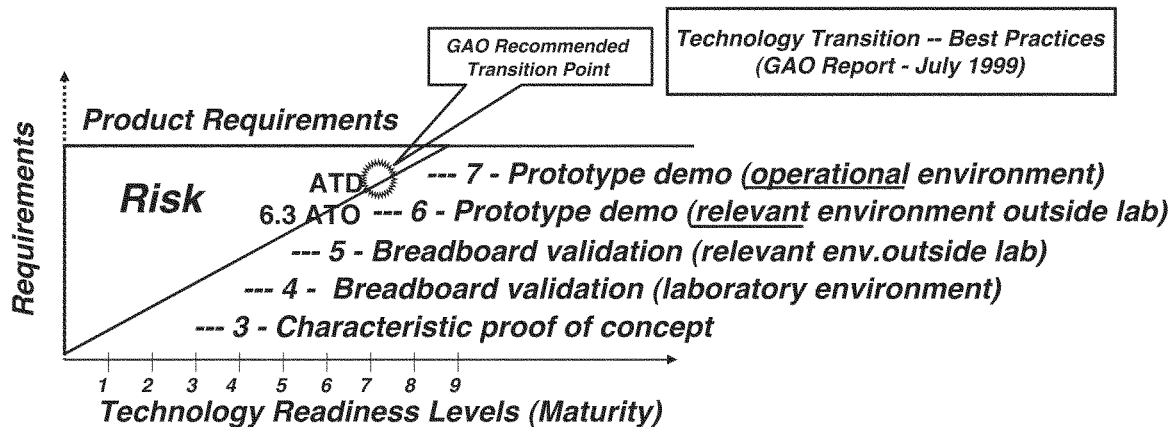 GAO Recommended
Transition Point
Technology Transition -- Best Practices
(GAO Report - July 1999)
Requirements
Product Requirements
Risk
ATD
--- 7 - Prototype demo (operational environment)
6.3 ATO
--- 6 - Prototype demo (relevant environment outside lab)
--- 5 - Breadboard validation (relevant env.outside lab)
--- 4 - Breadboard validation (laboratory environment)
--- 3 - Characteristic proof of concept
1 2 3 4 5 6 7 8 9
Technology Readiness Levels (Maturity)